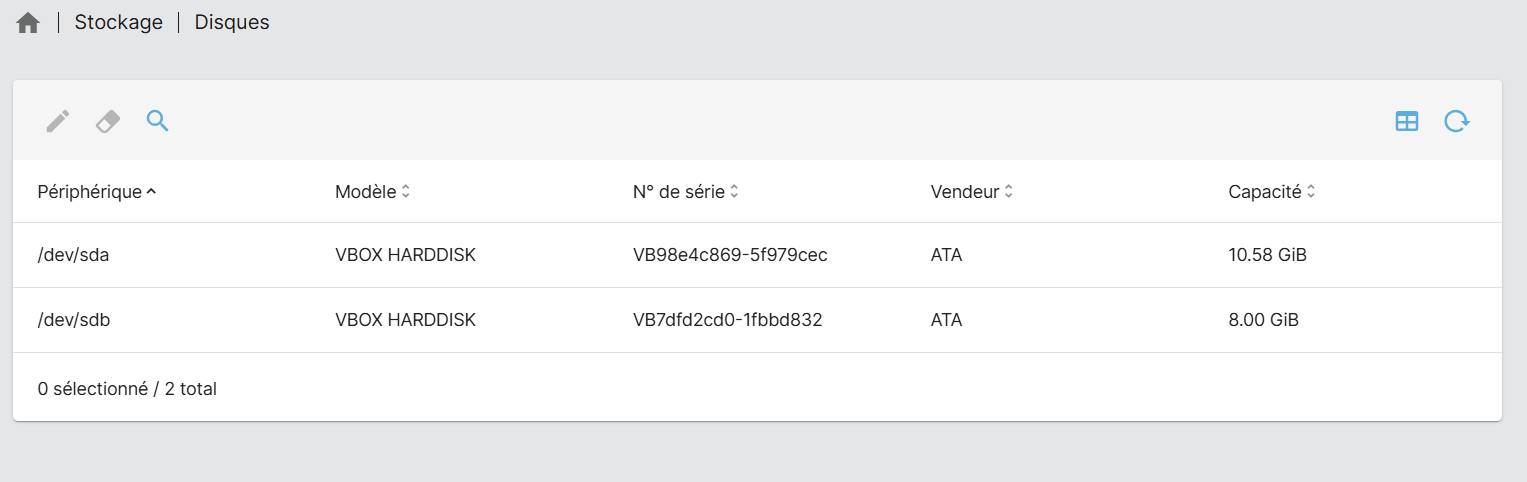 Stockage | Disques
Périphérique Modèle N° de série Vendeur Capacité
/dev/sda VBOX HARDDISK VB98e4c869-5f979cec ATA 10.58 GiB
/dev/sdb VBOX HARDDISK VB7dfd2cd0-1fbbd832 ATA 8.00 GiB
0 sélectionné / 2 total